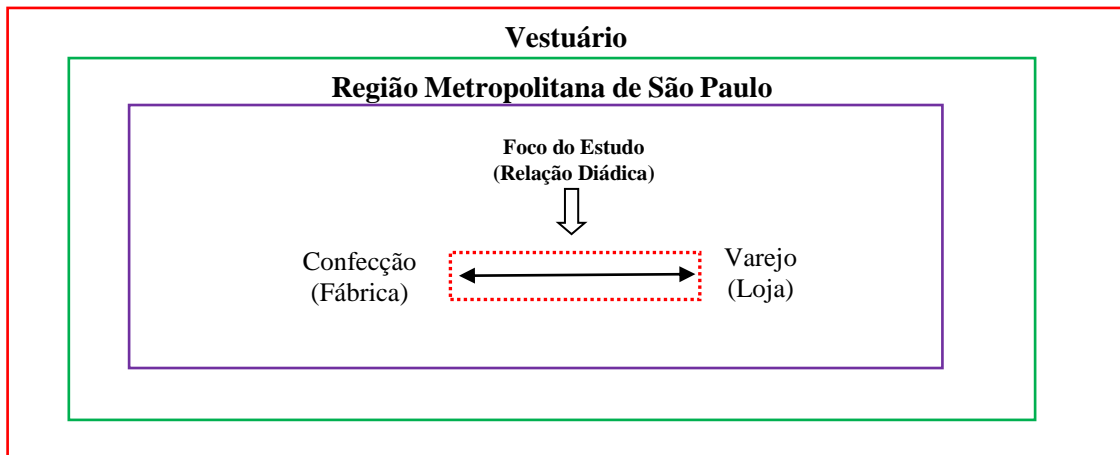 Vestuário
Região Metropolitana de São Paulo
Foco do Estudo
(Relação Diádica)
Confecção
(Fábrica)
Varejo
(Loja)